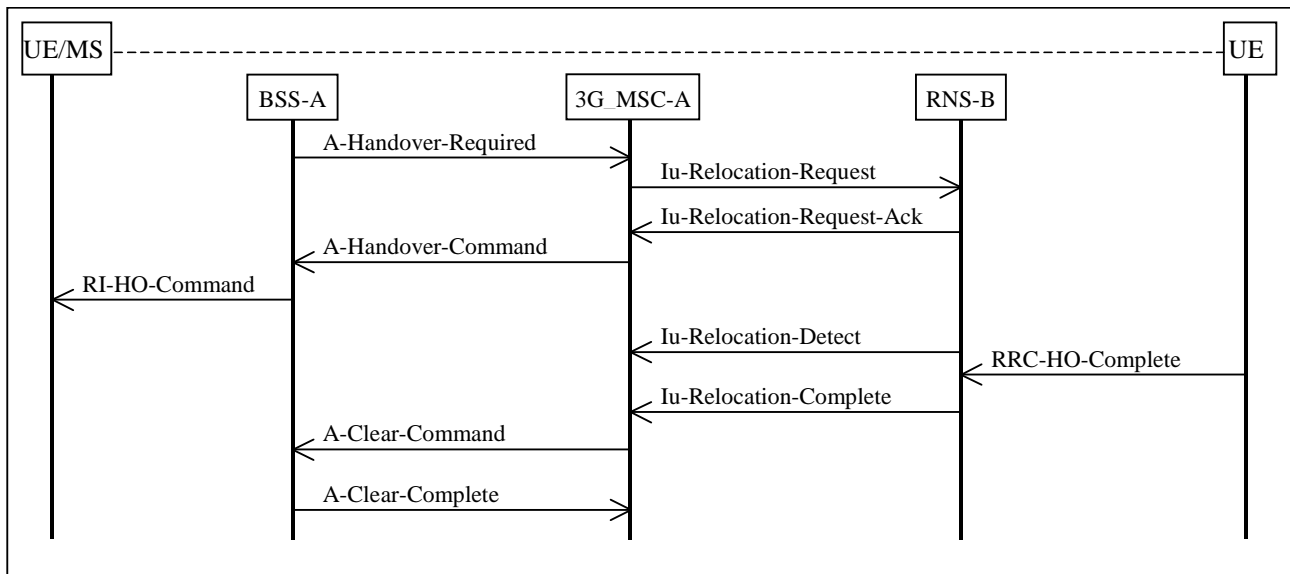 UE/MS
UE
BSS-A
3G_MSC-A
RNS-B
A-Handover-Required
Iu-Relocation-Request
Iu-Relocation-Request-Ack
A-Handover-Command
RI-HO-Command
Iu-Relocation-Detect
RRC-HO-Complete
Iu-Relocation-Complete
A-Clear-Command
A-Clear-Complete